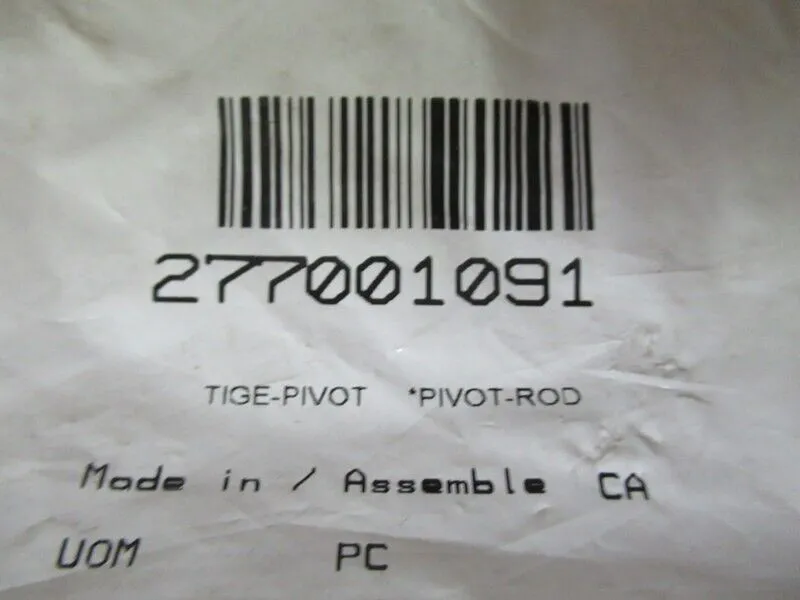 277001091
TIGE-PIVOT *PIVOT-ROD
Made in / Assemble CA
UOM PC